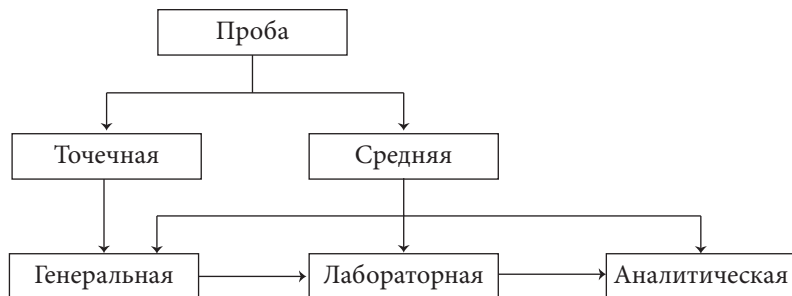 Проба
Точечная
Средняя
Генеральная
Лабораторная
Аналитическая